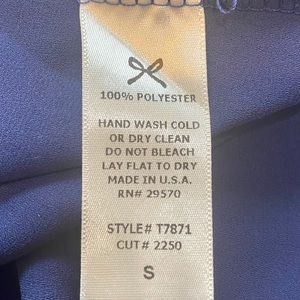 100% POLYESTER
HAND WASH COLD
OR DRY CLEAN
DO NOT BLEACH
LAY FLAT TO DRY
MADE IN U.S.A.
RN# 29570
STYLE# T7871
CUT# 2250
S